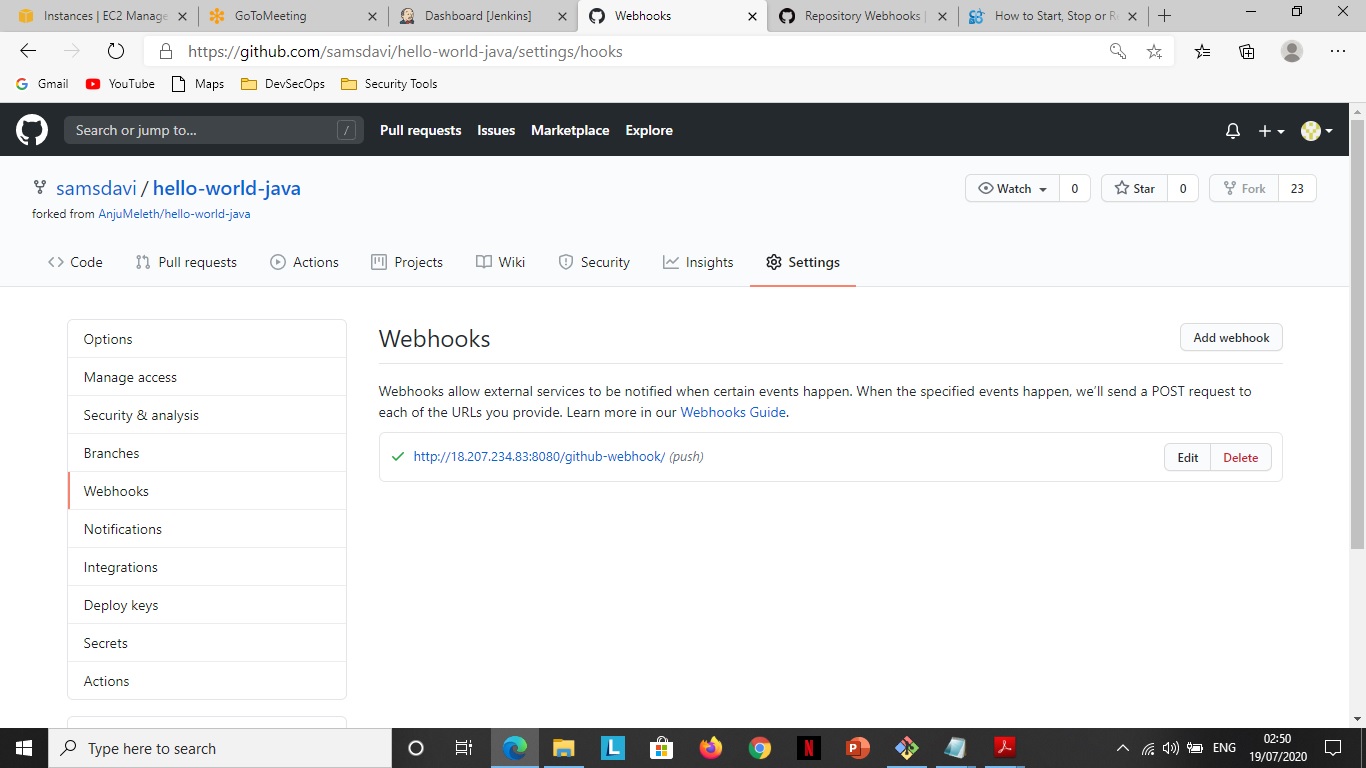 Instances | EC2 Manage
GoToMeeting
Dashboard [Jenkins]
Webhooks
Repository Webhooks |
How to Start, Stop or R
https://github.com/samsdavi/hello-world-java/settings/hooks
Gmail
YouTube
Maps
DevSecOps
Security Tools
Search or jump to...
/
Pull requests
Issues
Marketplace
Explore
samsdavi / hello-world-java
Watch 0
Star 0
Fork 23
forked from AnjuMeleth/hello-world-java
Code
Pull requests
Actions
Projects
Wiki
Security
Insights
Settings
Options
Manage access
Security & analysis
Branches
Webhooks
Notifications
Integrations
Deploy keys
Secrets
Actions
Webhooks
Add webhook
Webhooks allow external services to be notified when certain events happen. When the specified events happen, we’ll send a POST request to
each of the URLs you provide. Learn more in our Webhooks Guide.
http://18.207.234.83:8080/github-webhook/ (push)
Edit
Delete
Type here to search
ENG
02:50
19/07/2020